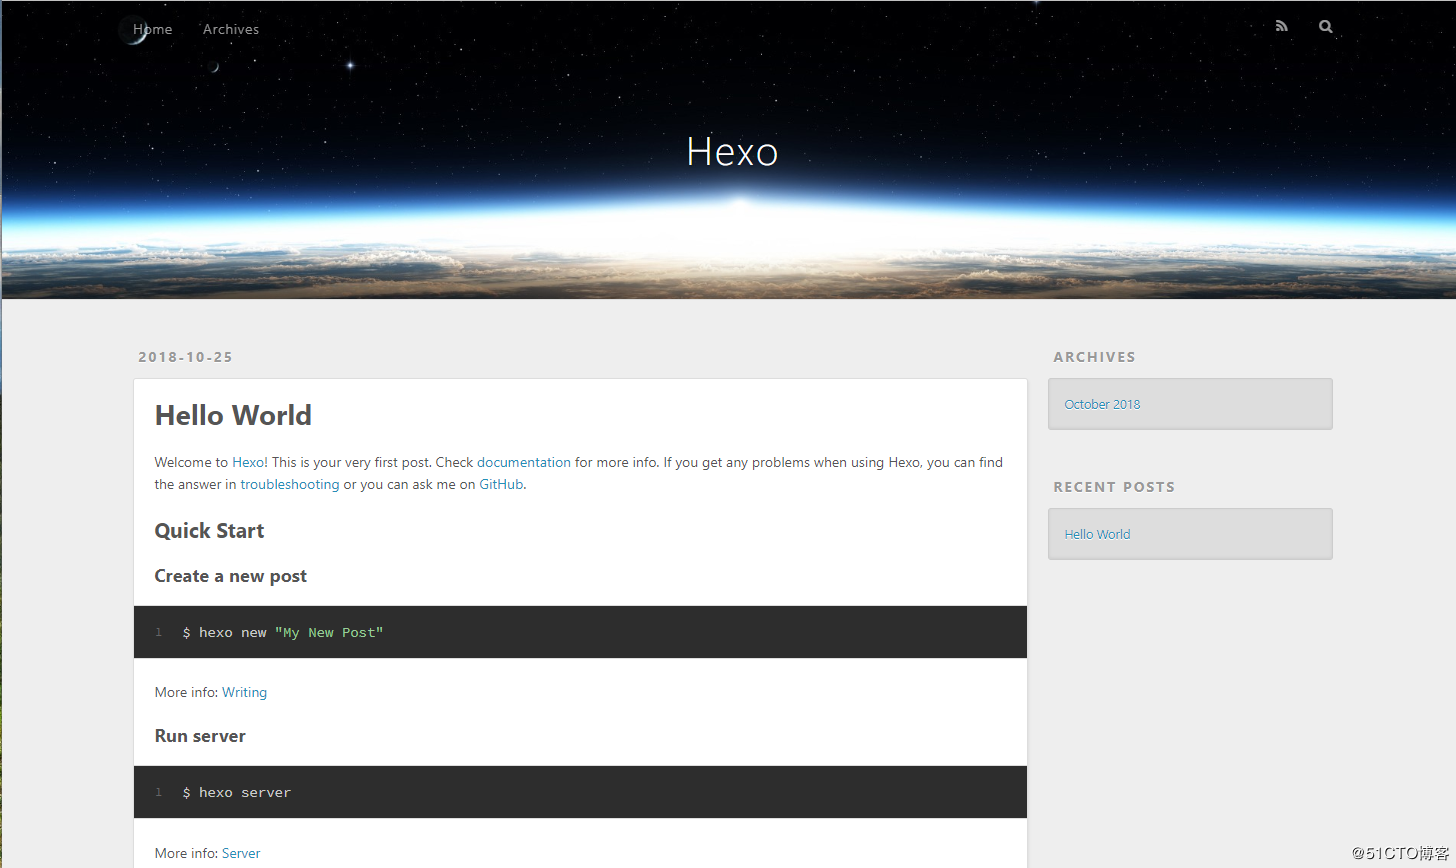 Home Archives
Hexo
2018-10-25
Hello World
Welcome to Hexo! This is your very first post. Check documentation for more info. If you get any problems when using Hexo, you can find
the answer in troubleshooting or you can ask me on GitHub.
Quick Start
Create a new post
1 $ hexo new "My New Post"
More info: Writing
Run server
1 $ hexo server
More info: Server
ARCHIVES
October 2018
RECENT POSTS
Hello World
@51CTO博客